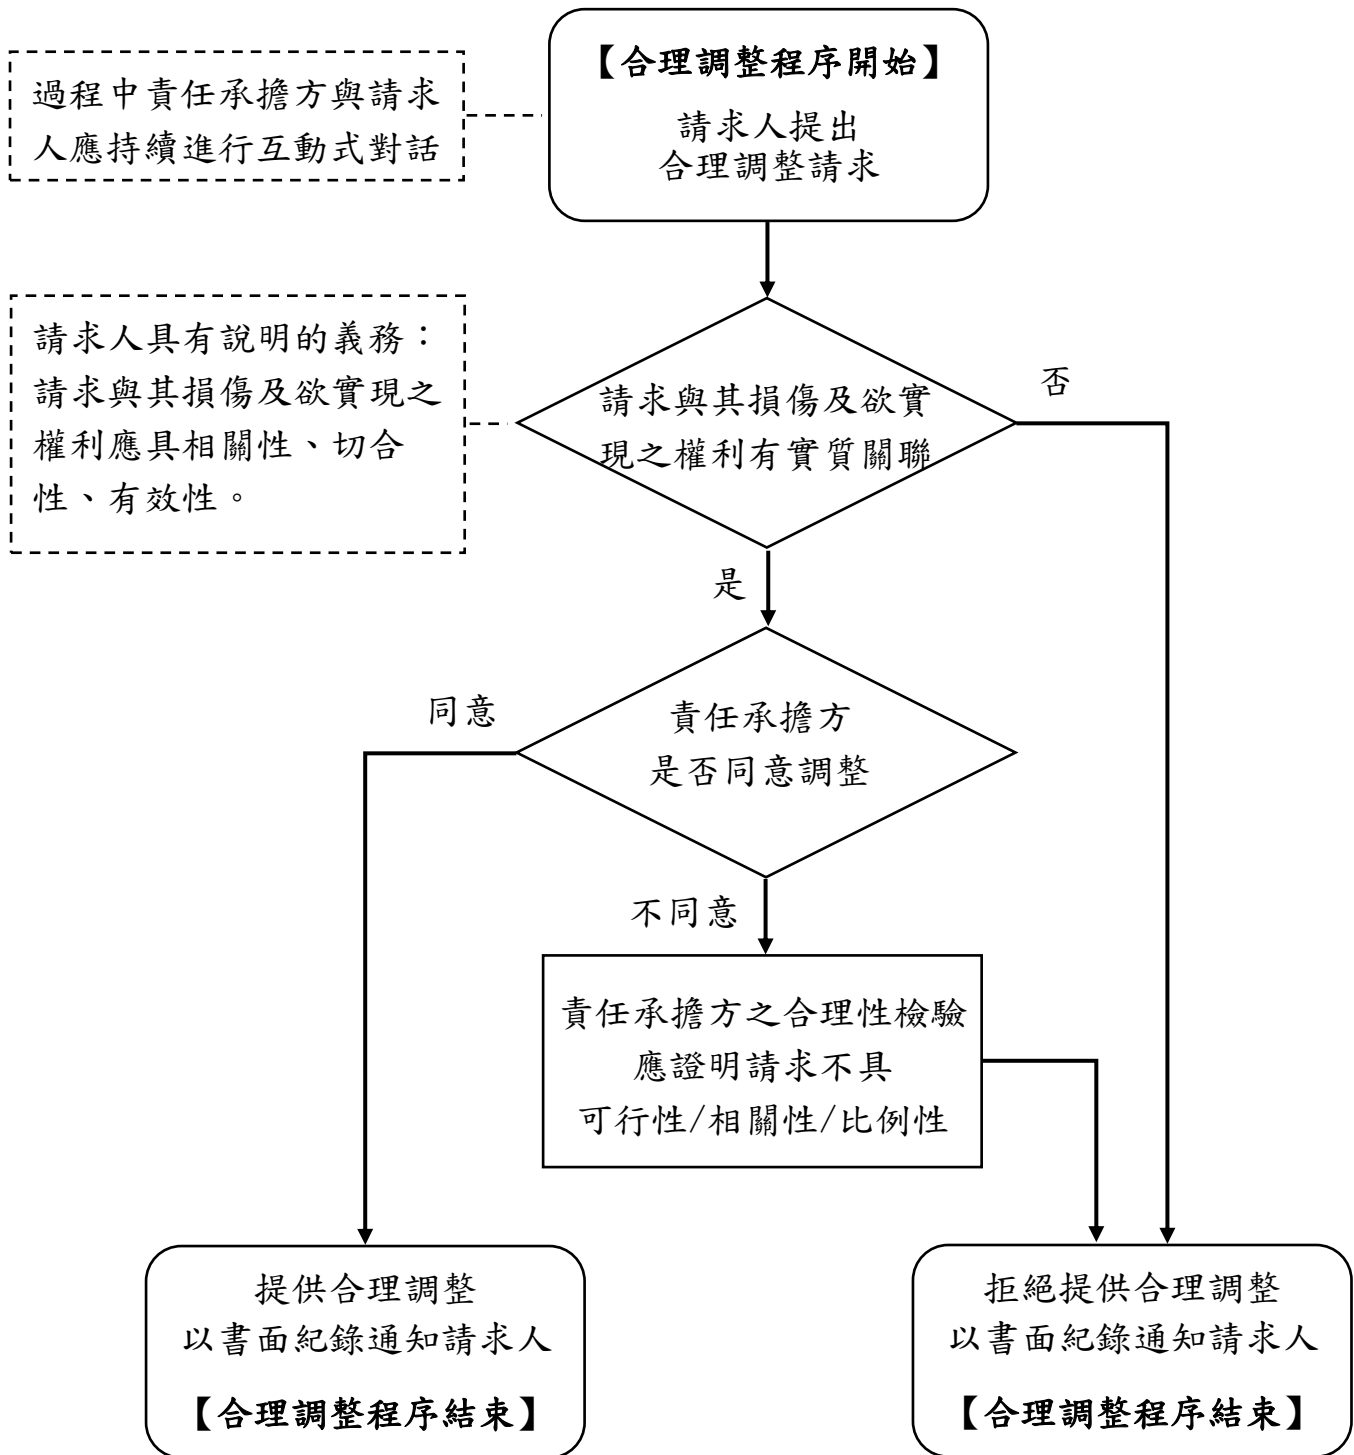 【合理調整程序開始】
請求人提出
合理調整請求
過程中責任承擔方與請求
人應持續進行互動式對話
請求人具有說明的義務：
請求與其損傷及欲實現之
權利應具相關性、切合
性、有效性。
請求與其損傷及欲實
現之權利有實質關聯
否
是
責任承擔方
是否同意調整
同意
不同意
責任承擔方之合理性檢驗
應證明請求不具
可行性/相關性/比例性
提供合理調整
以書面紀錄通知請求人
【合理調整程序結束】
拒絕提供合理調整
以書面紀錄通知請求人
【合理調整程序結束】